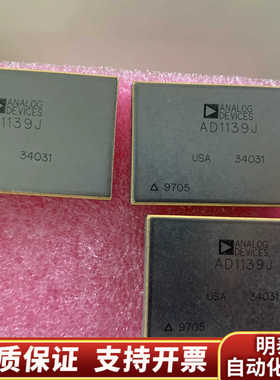 ANALOG
DEVICES
1139J
34031
ANALOG
DEVICES
AD1139J
USA 34031
△ 9705
ANALOG
DEVICES
AD1139J
USA 34031
△ 9705
质保证 支持开票
明
自动化